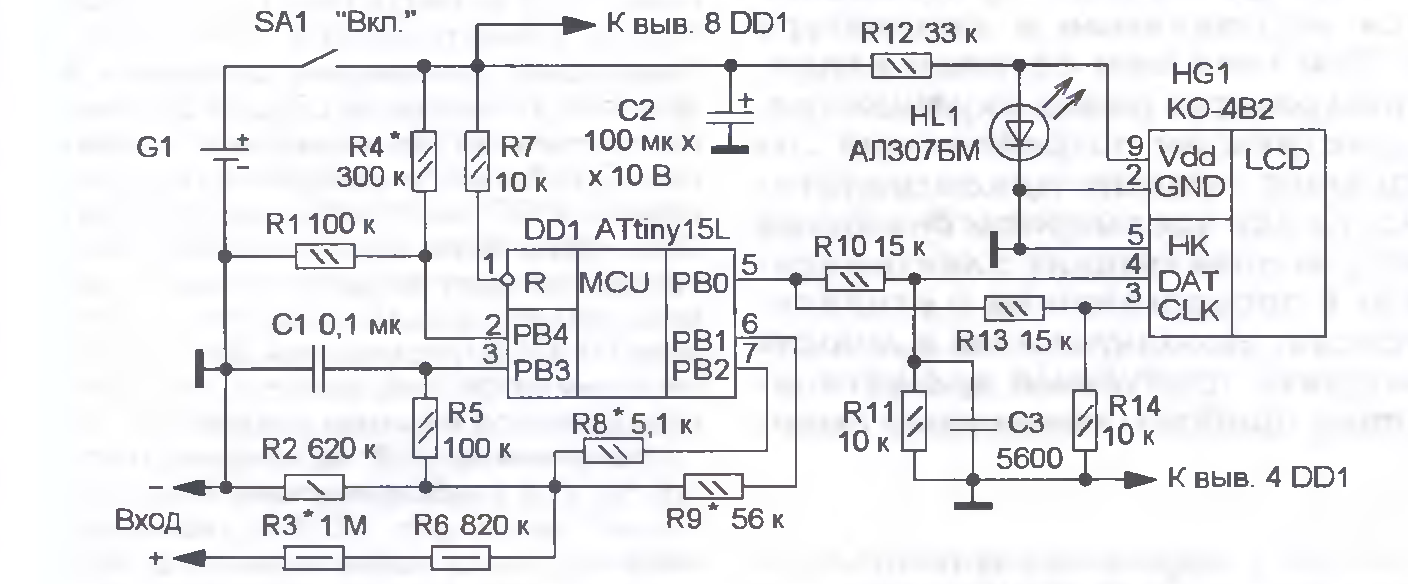 SA1 "Вкл."
К выв. 8 DD1
R12 33 к
HG1
КО-4В2
G1
+
−
R4*
300 к
R7
10 к
C2
100 мк х
х 10 В
+
HL1
АЛ307БМ
9 Vdd LCD
2 GND
5 HK
4 DAT
3 CLK
R1 100 к
DD1 ATtiny15L
1 R MCU PB0 5
2 PB4 PB1 6
3 PB3 PB2 7
R10 15 к
R13 15 к
C1 0,1 мк
R5
100 к
R8* 5,1 к
R11
10 к
C3
5600
R14
10 к
R2 620 к
−
Вход
+
R3* 1 М
R6 820 к
R9* 56 к
К выв. 4 DD1